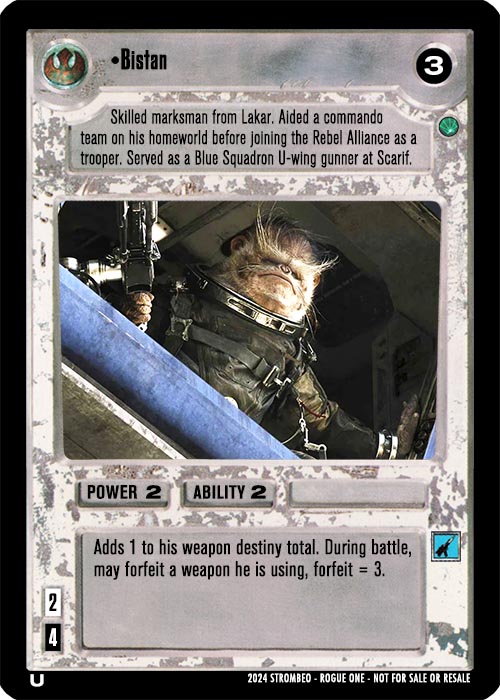 •Bistan
3
Skilled marksman from Lakar. Aided a commando
team on his homeworld before joining the Rebel Alliance as a
trooper. Served as a Blue Squadron U-wing gunner at Scarif.
POWER 2
ABILITY 2
Adds 1 to his weapon destiny total. During battle,
may forfeit a weapon he is using, forfeit = 3.
2
4
U
2024 STROMBEO - ROGUE ONE - NOT FOR SALE OR RESALE